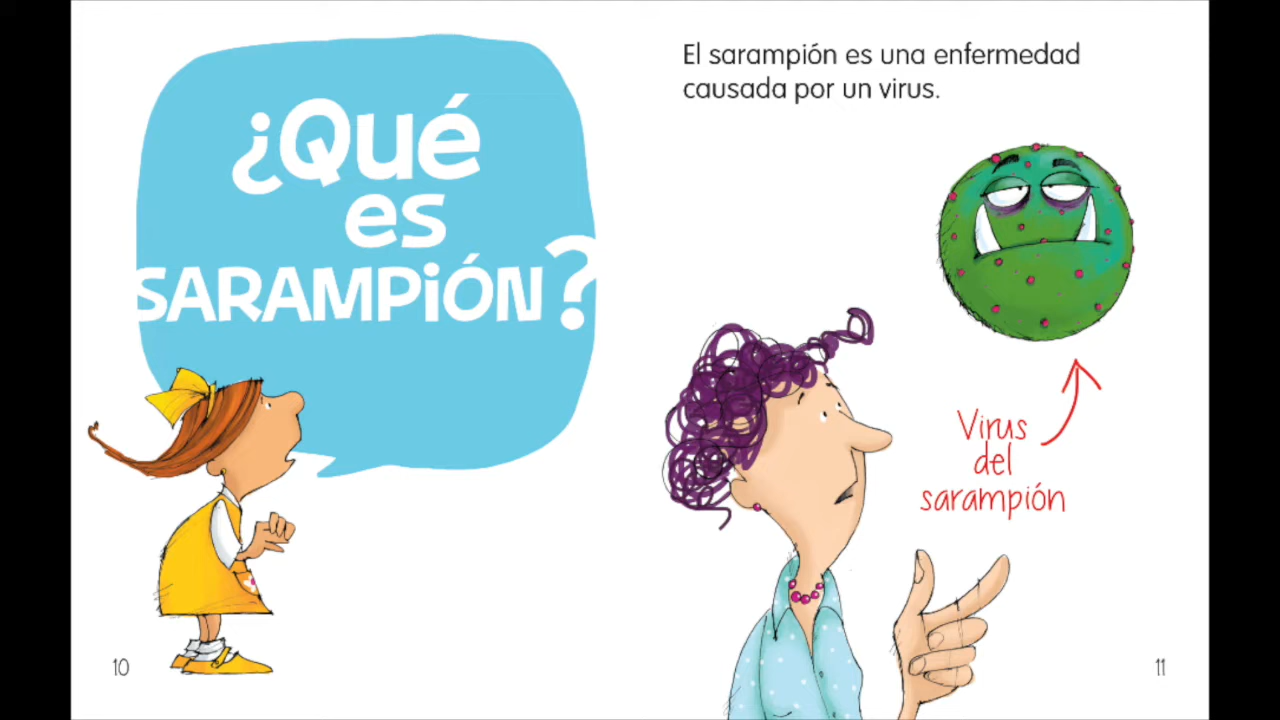 ¿Qué
es
SARAMPiÓN?
10
El sarampión es una enfermedad
causada por un virus.
Virus
del
sarampión
11